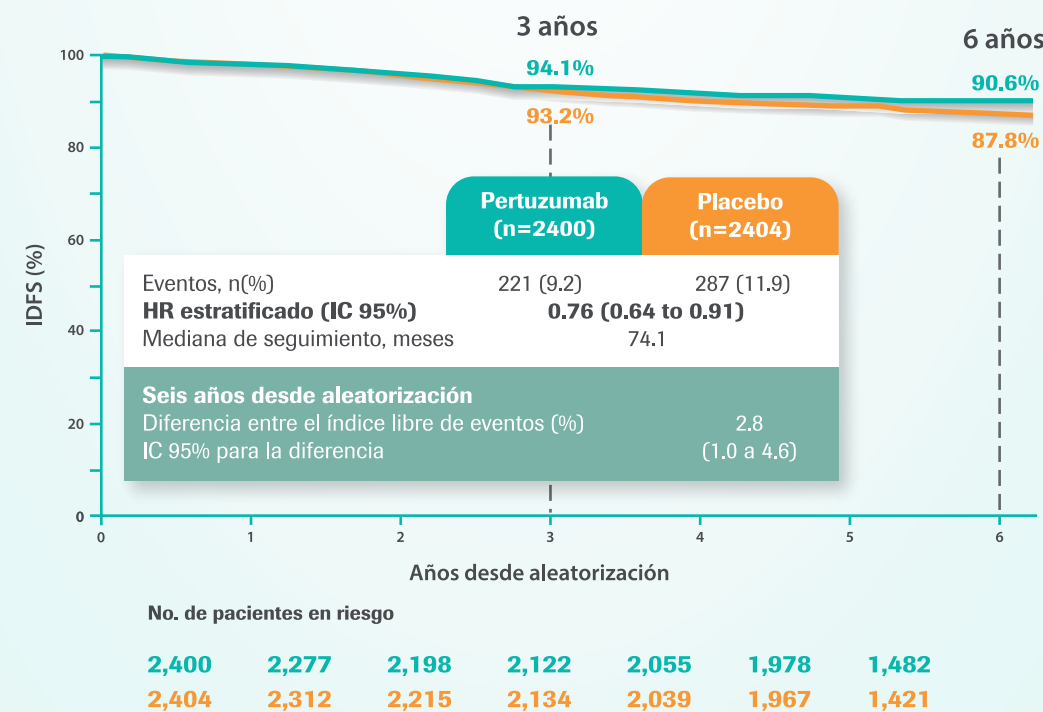 3 años
6 años
94.1%
93.2%
90.6%
87.8%
IDFS (%)
100
80
60
40
20
0
Pertuzumab
(n=2400)
Placebo
(n=2404)
Eventos, n(%) 221 (9.2) 287 (11.9)
HR estratificado (IC 95%) 0.76 (0.64 to 0.91)
Mediana de seguimiento, meses 74.1
Seis años desde aleatorización
Diferencia entre el índice libre de eventos (%) 2.8
IC 95% para la diferencia (1.0 a 4.6)
0 1 2 3 4 5 6
Años desde aleatorización
No. de pacientes en riesgo
2,400 2,277 2,198 2,122 2,055 1,978 1,482
2,404 2,312 2,215 2,134 2,039 1,967 1,421